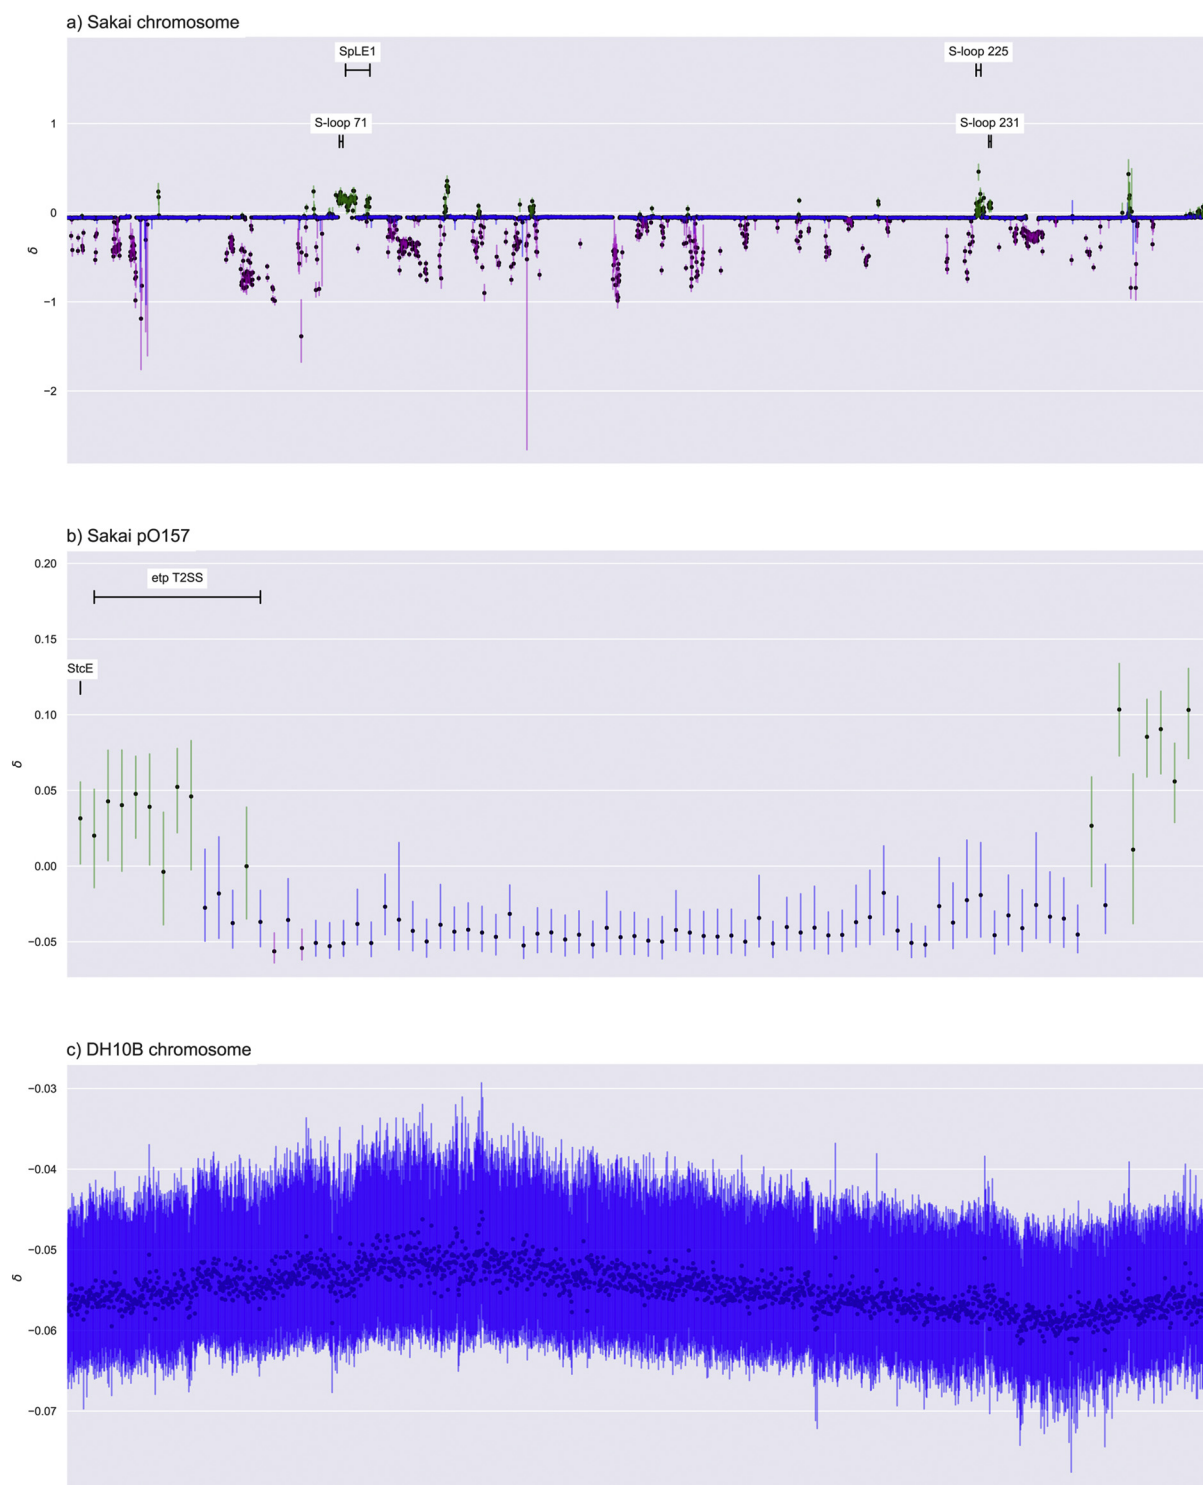 a) Sakai chromosome
SpLE1
S-loop 225
S-loop 71
S-loop 231
1
0
−1
−2
δ
b) Sakai pO157
0.20
etp T2SS
0.15
StcE
0.10
0.05
0.00
−0.05
δ
c) DH10B chromosome
−0.03
−0.04
−0.05
−0.06
−0.07
δ